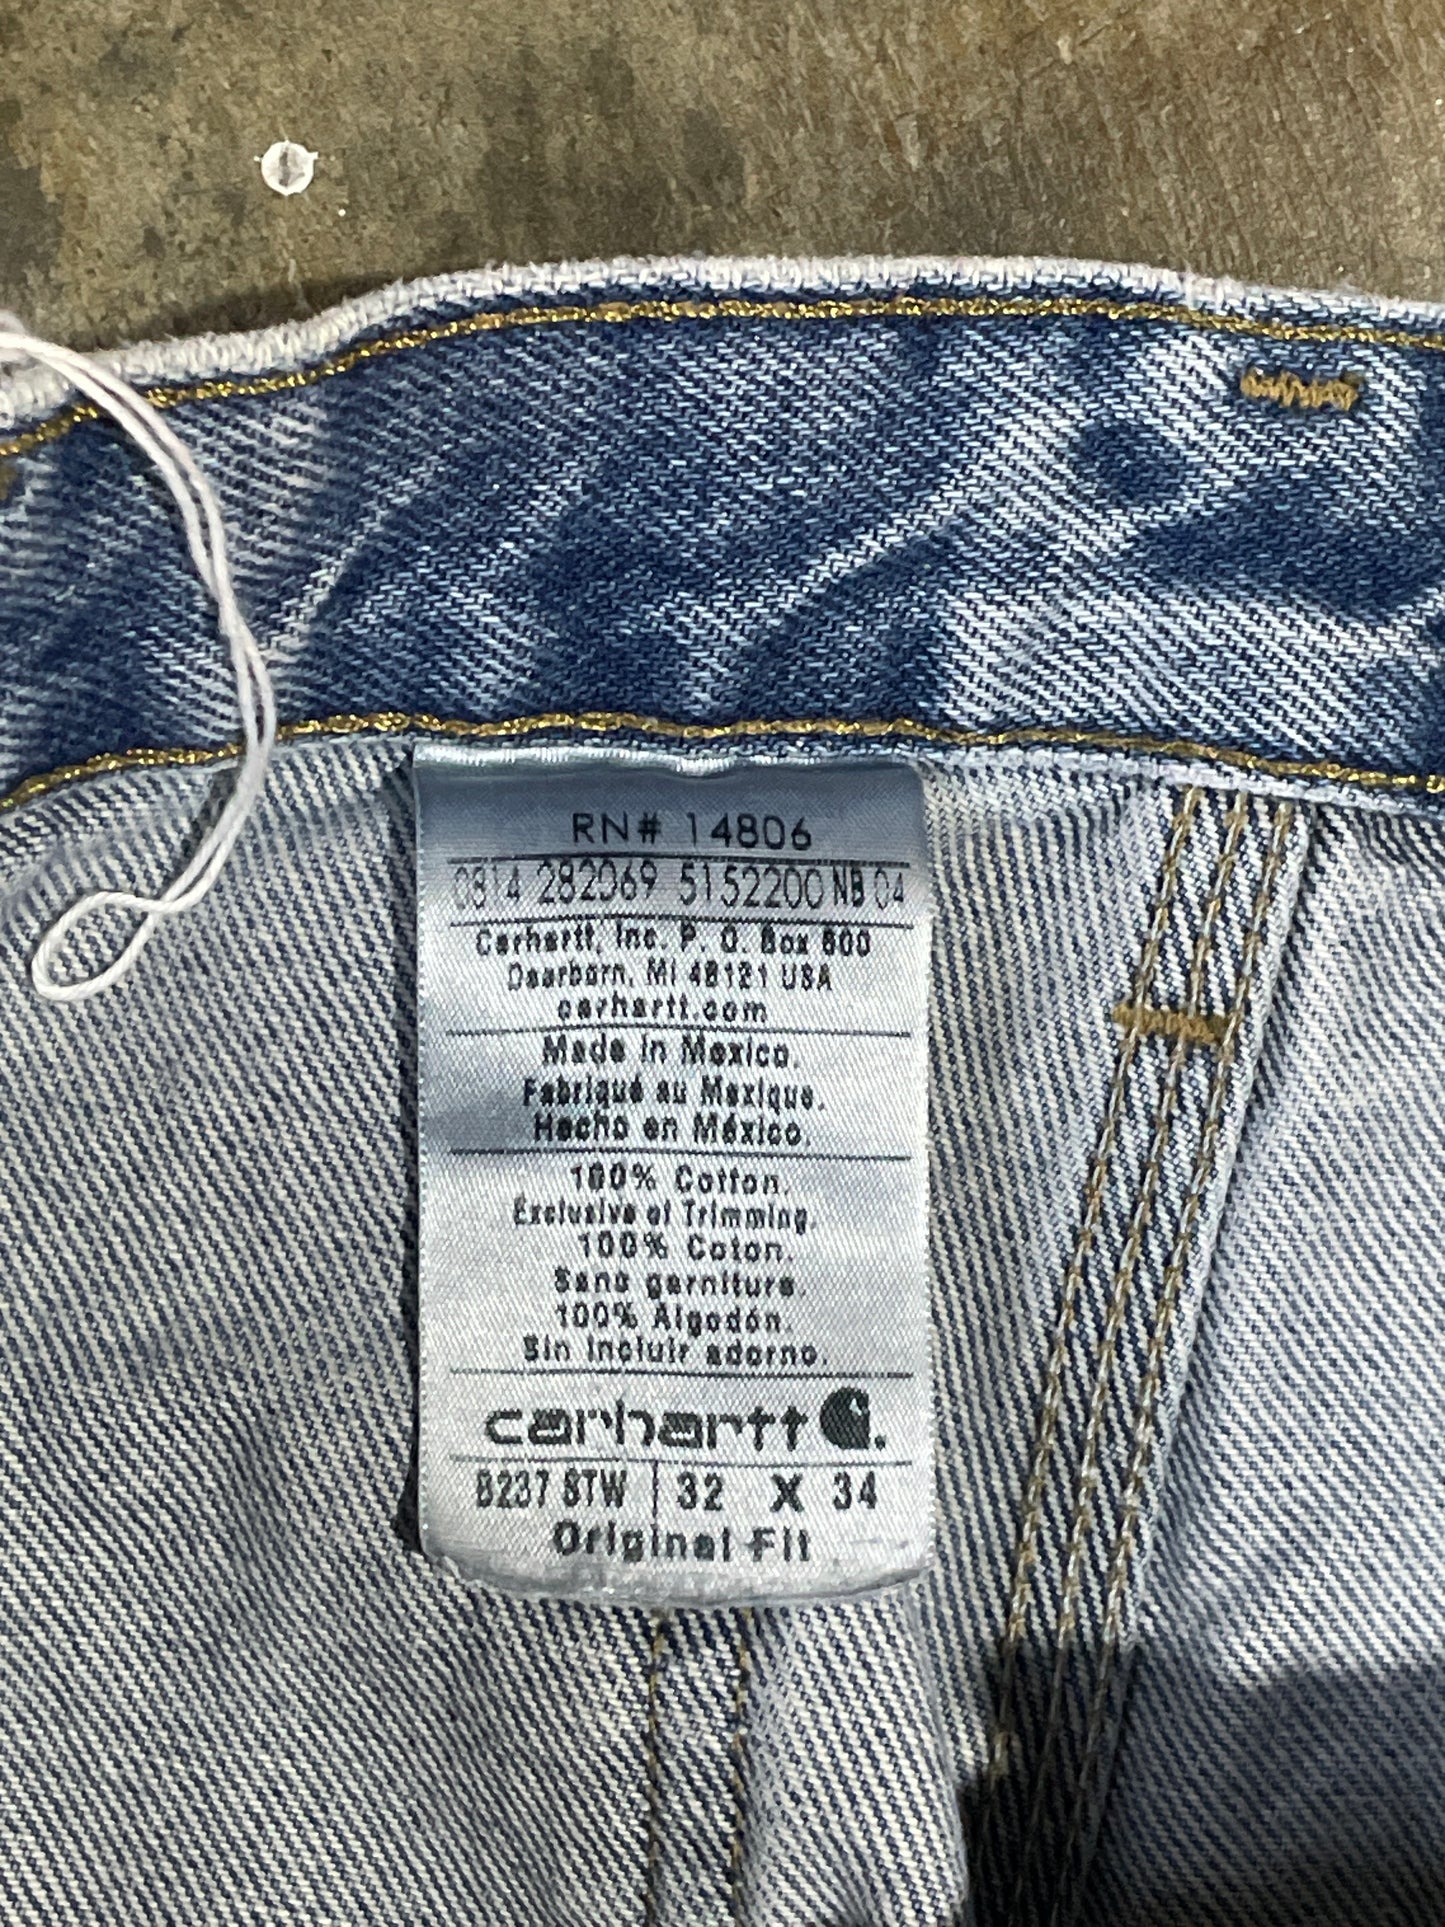 RN# 14806
0814 282069 5152200 NB 04
Carhartt, Inc. P. O. Box 600
Dearborn, MI 48121 USA
carhartt.com
Made in Mexico.
Fabriqué au Mexique.
Hecho en México.
100% Cotton.
Exclusive of Trimming.
100% Coton.
Sans garniture.
100% Algodón.
Sin incluir adorno.
carhartt
B237 STW 32 X 34
Original Fit